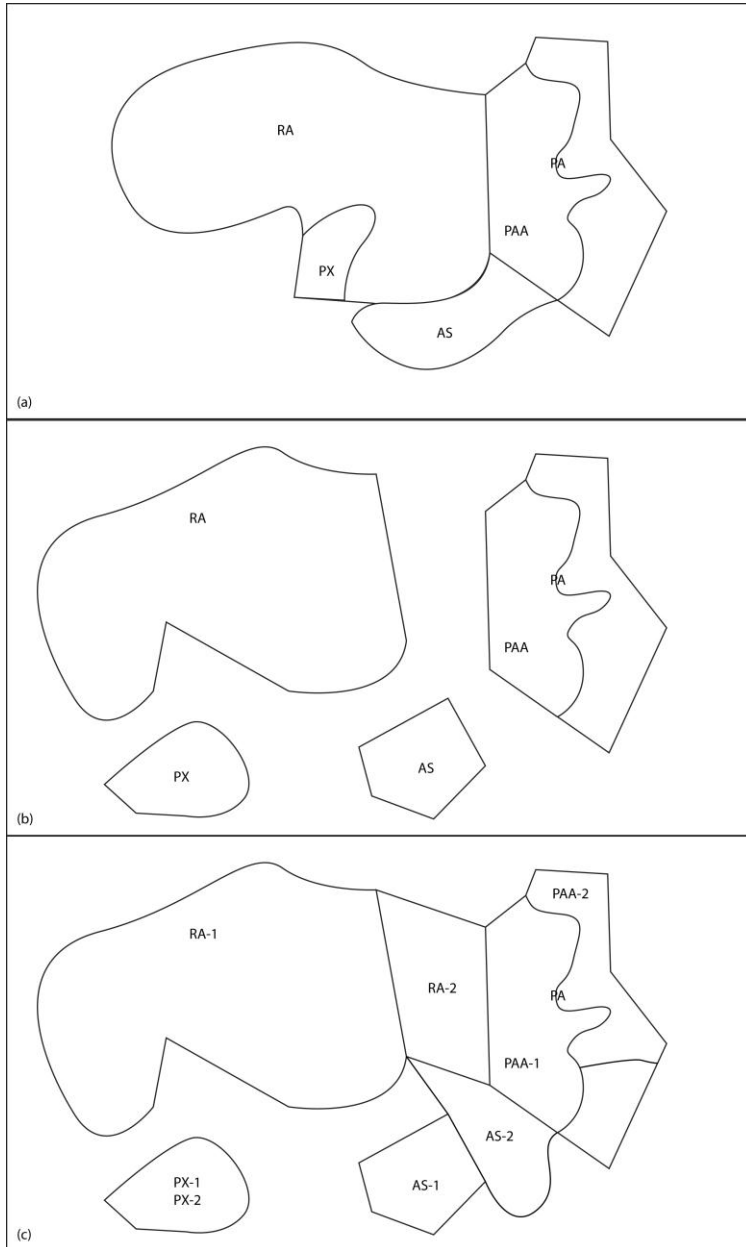 RA
PA
PAA
PX
AS
(a)
RA
PA
PAA
PX
AS
(b)
PAA-2
RA-1
RA-2
PA
PAA-1
AS-2
PX-1
PX-2
AS-1
(c)